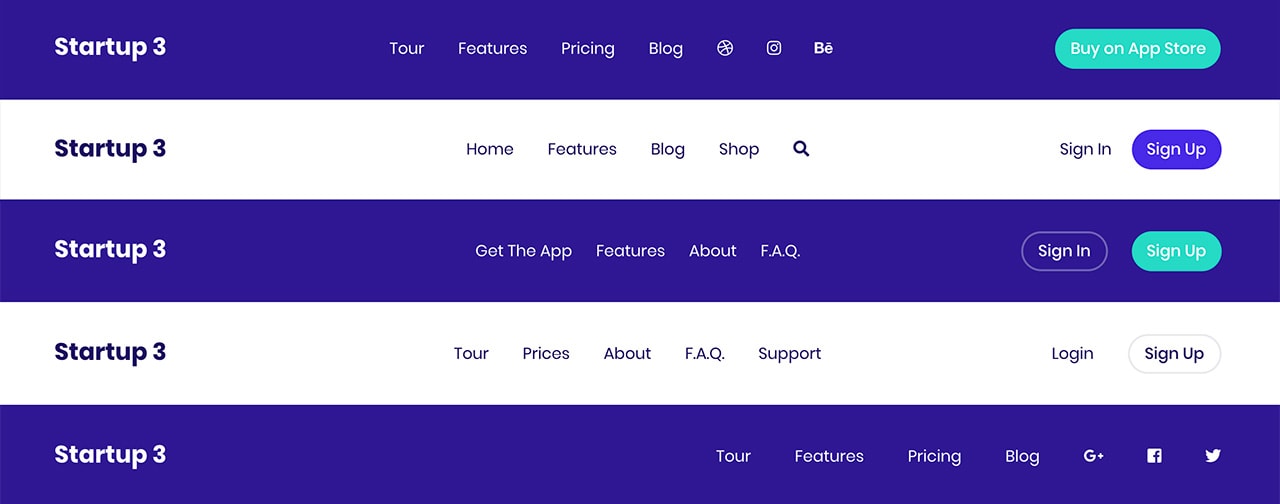 Startup 3 Tour Features Pricing Blog Bē Buy on App Store
Startup 3 Home Features Blog Shop Sign In Sign Up
Startup 3 Get The App Features About F.A.Q. Sign In Sign Up
Startup 3 Tour Prices About F.A.Q. Support Login Sign Up
Startup 3 Tour Features Pricing Blog G+